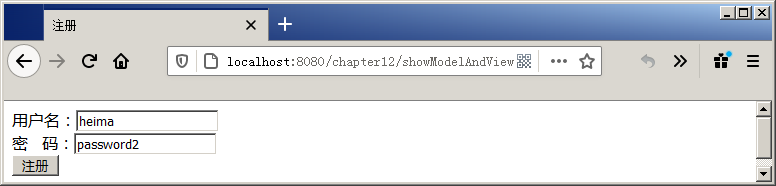 注册
localhost:8080/chapter12/showModelAndView
用户名：heima
密　码：password2
注册